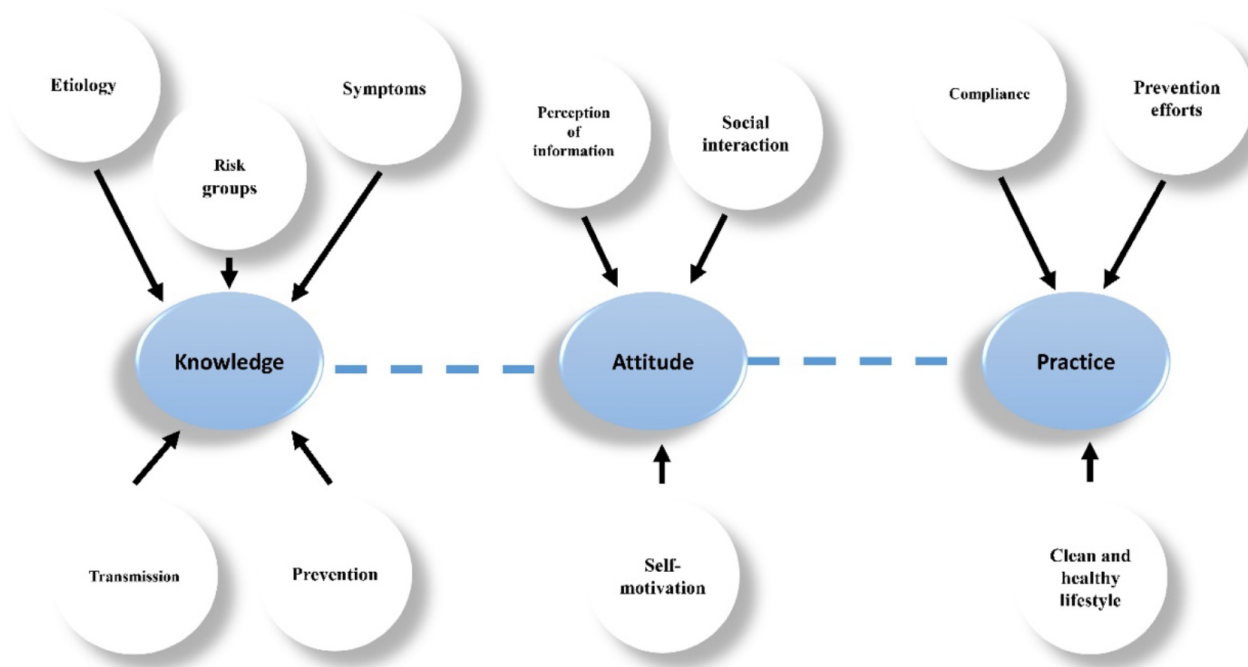 Etiology
Risk
groups
Symptoms
Perception
of
information
Social
interaction
Compliance
Prevention
efforts
Knowledge
Attitude
Practice
Transmission
Prevention
Self-
motivation
Clean and
healthy
lifestyle